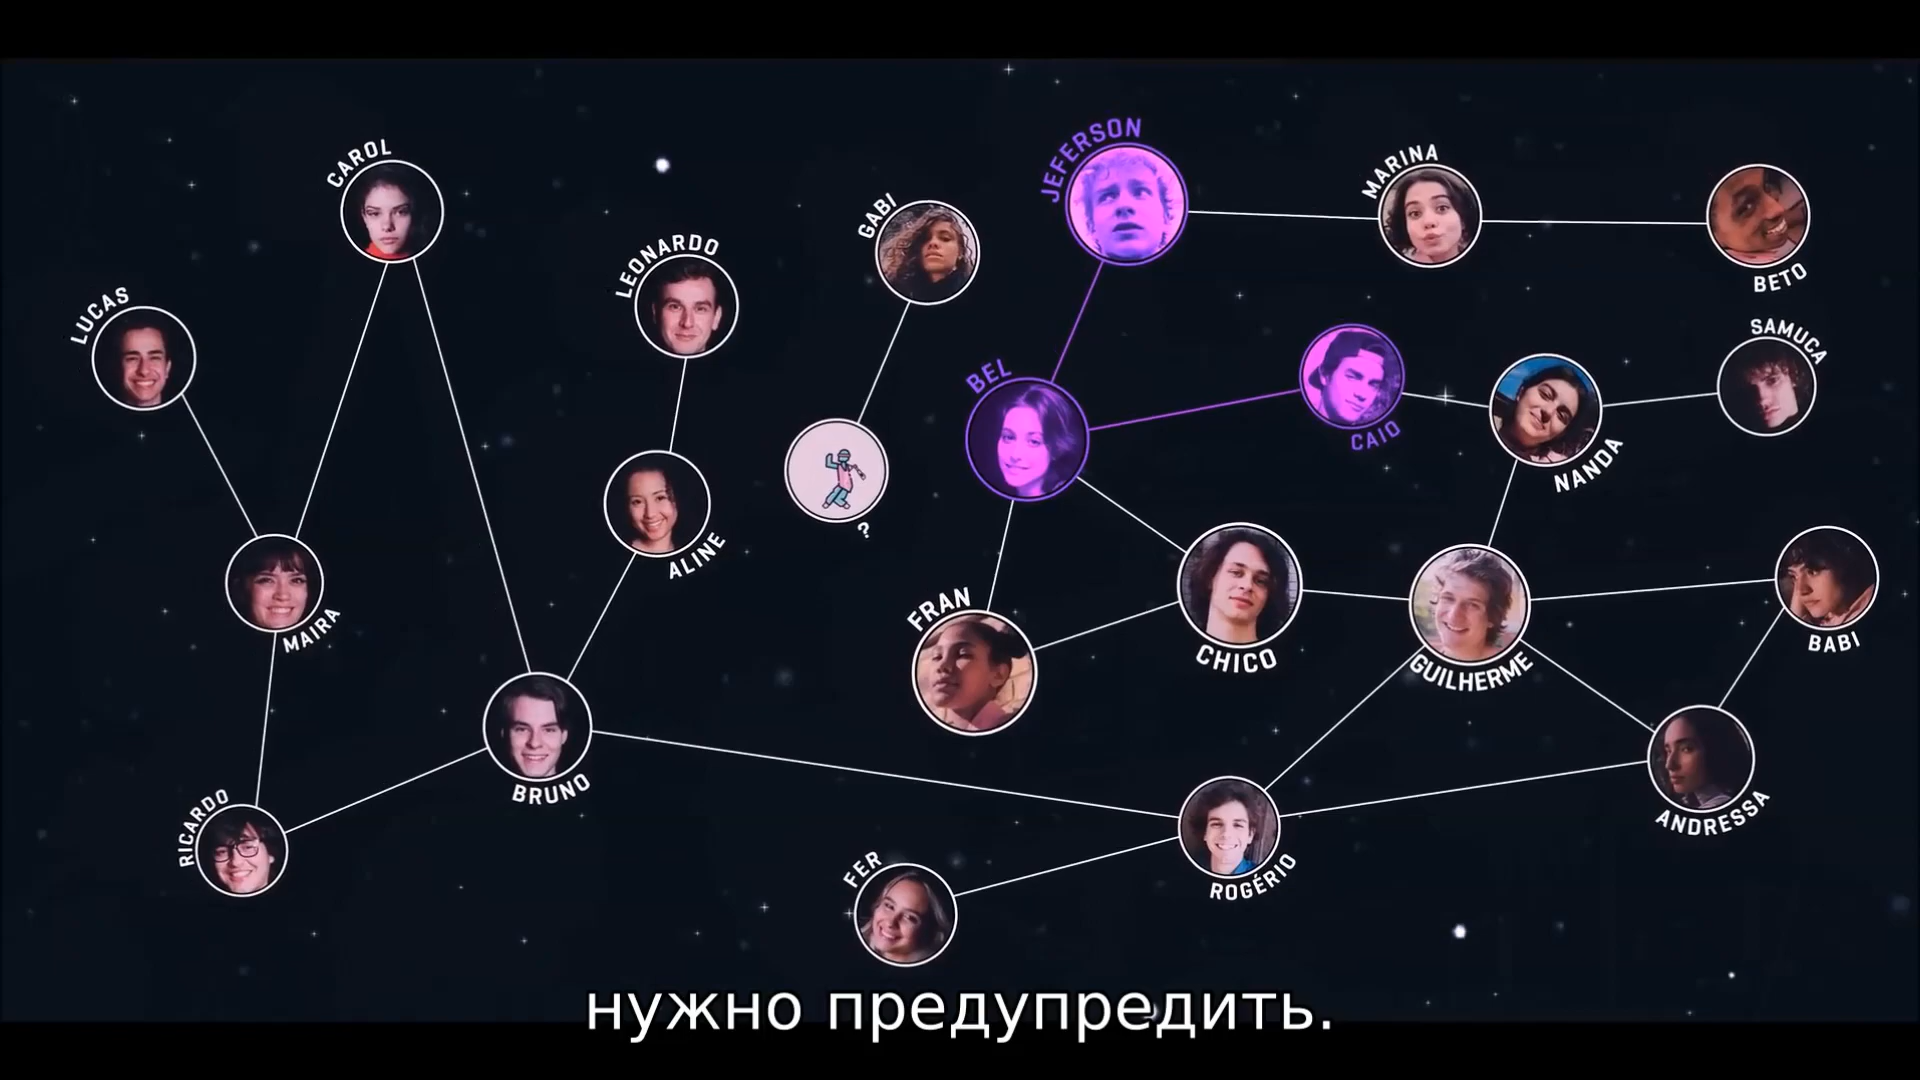 JEFERSON
CAROL
MARINA
GABI
LEONARDO
BETO
LUCAS
SAMUCA
BEL
CAIO
NANDA
?
ALINE
FRAN
MAIRA
CHICO
GUILHERME
BABI
BRUNO
RICARDO
ANDRESSA
FER
ROGÉRIO
нужно предупредить.